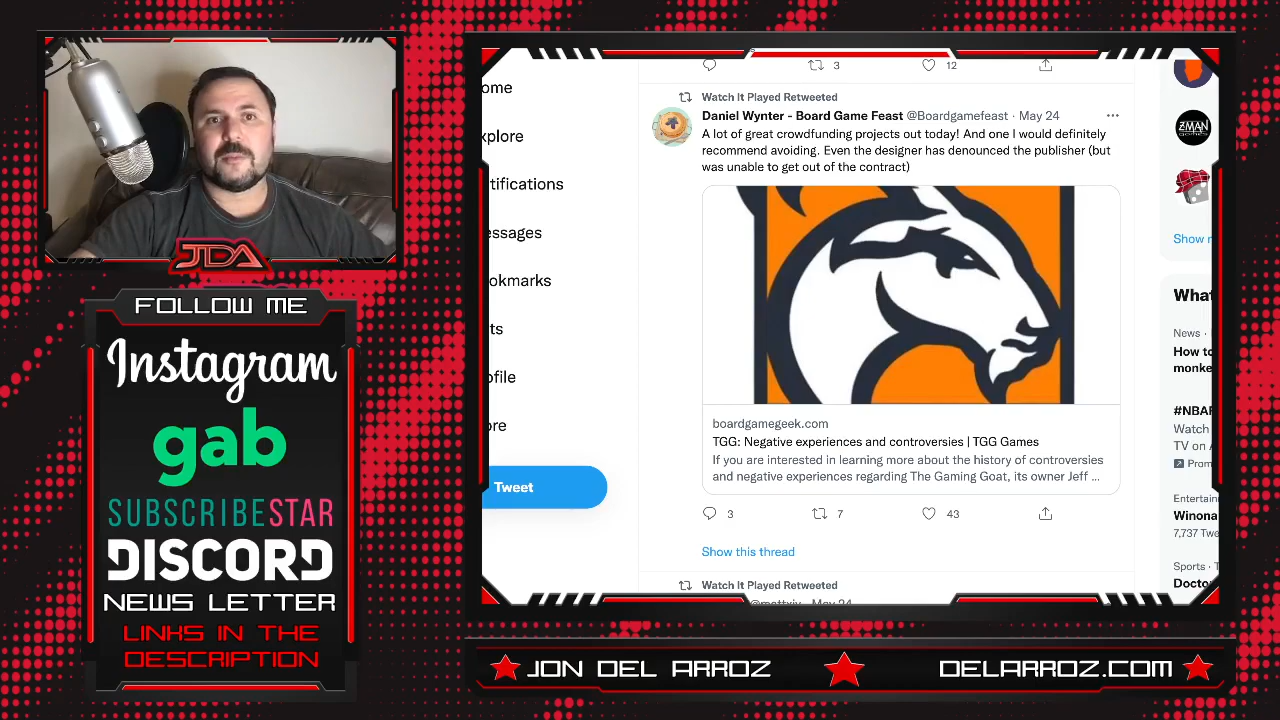 JDA
FOLLOW ME
Instagram
gab
SUBSCRIBESTAR
DISCORD
NEWS LETTER
LINKS IN THE
DESCRIPTION
ome
xplore
tifications
essages
okmarks
ts
ofile
ore
Tweet
3
12
Watch It Played Retweeted
Daniel Wynter - Board Game Feast @Boardgamefeast · May 24
A lot of great crowdfunding projects out today! And one I would definitely
recommend avoiding. Even the designer has denounced the publisher (but
was unable to get out of the contract)
boardgamegeek.com
TGG: Negative experiences and controversies | TGG Games
If you are interested in learning more about the history of controversies
and negative experiences regarding The Gaming Goat, its owner Jeff ...
3
7
43
Show this thread
Watch It Played Retweeted
May 24
ZMAN
Show
What
News ·
How to
monke
#NBA
Watch
TV on
Prom
Entertain
Winona
7,737 Twe
Sports ·
Docto
JON DEL ARROZ
DELARROZ.COM